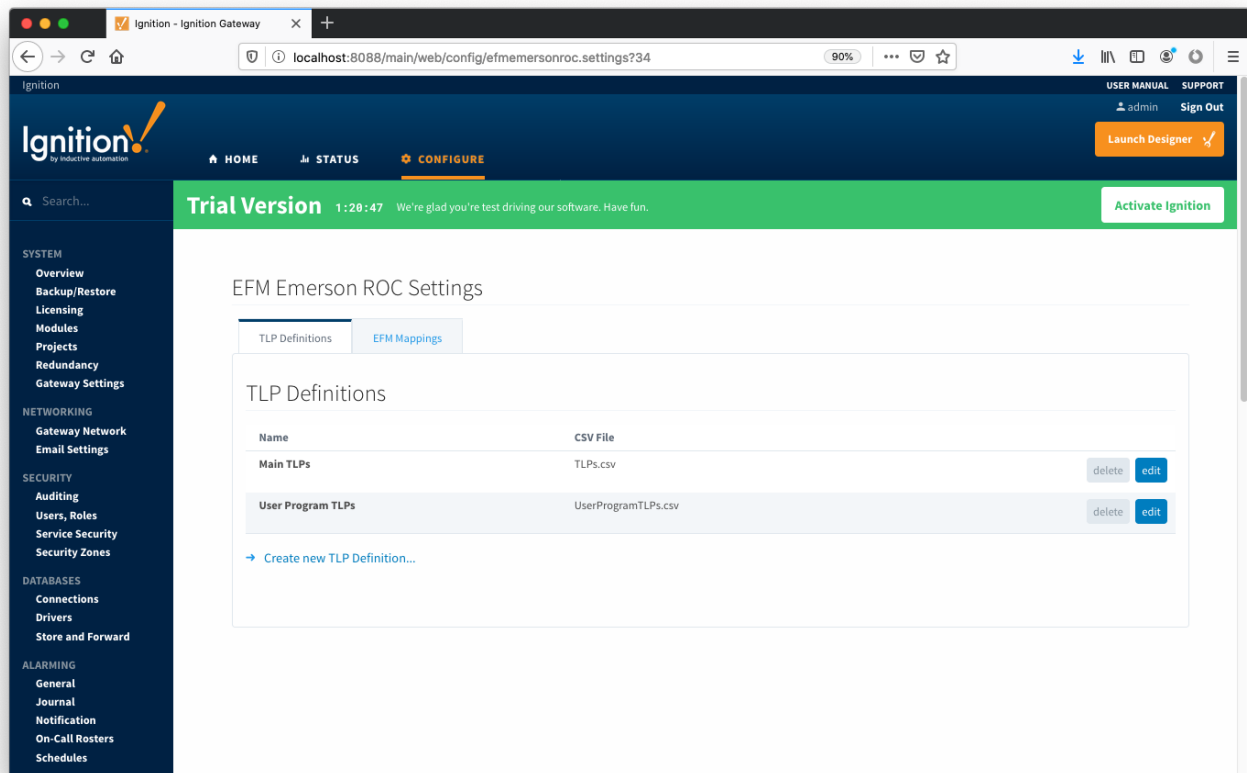 Ignition - Ignition Gateway
localhost:8088/main/web/config/efmemersonroc.settings?34
90%
Ignition
USER MANUAL SUPPORT
admin Sign Out
Ignition!
by inductive automation
Launch Designer
HOME STATUS CONFIGURE
Search...
Trial Version 1:20:47 We're glad you're test driving our software. Have fun.
Activate Ignition
SYSTEM
Overview
Backup/Restore
Licensing
Modules
Projects
Redundancy
Gateway Settings
NETWORKING
Gateway Network
Email Settings
SECURITY
Auditing
Users, Roles
Service Security
Security Zones
DATABASES
Connections
Drivers
Store and Forward
ALARMING
General
Journal
Notification
On-Call Rosters
Schedules
EFM Emerson ROC Settings
TLP Definitions EFM Mappings
TLP Definitions
Name CSV File
Main TLPs TLPs.csv delete edit
User Program TLPs UserProgramTLPs.csv delete edit
→ Create new TLP Definition...